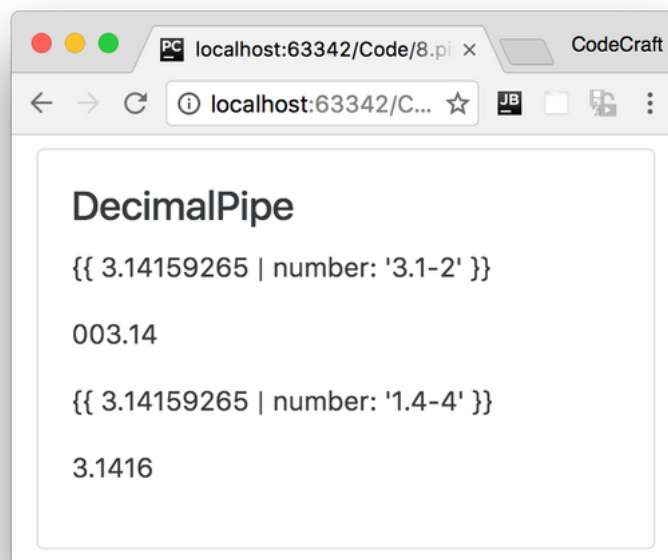 PC localhost:63342/Code/8.pi ×
CodeCraft
localhost:63342/C... JB
DecimalPipe
{{ 3.14159265 | number: '3.1-2' }}
003.14
{{ 3.14159265 | number: '1.4-4' }}
3.1416